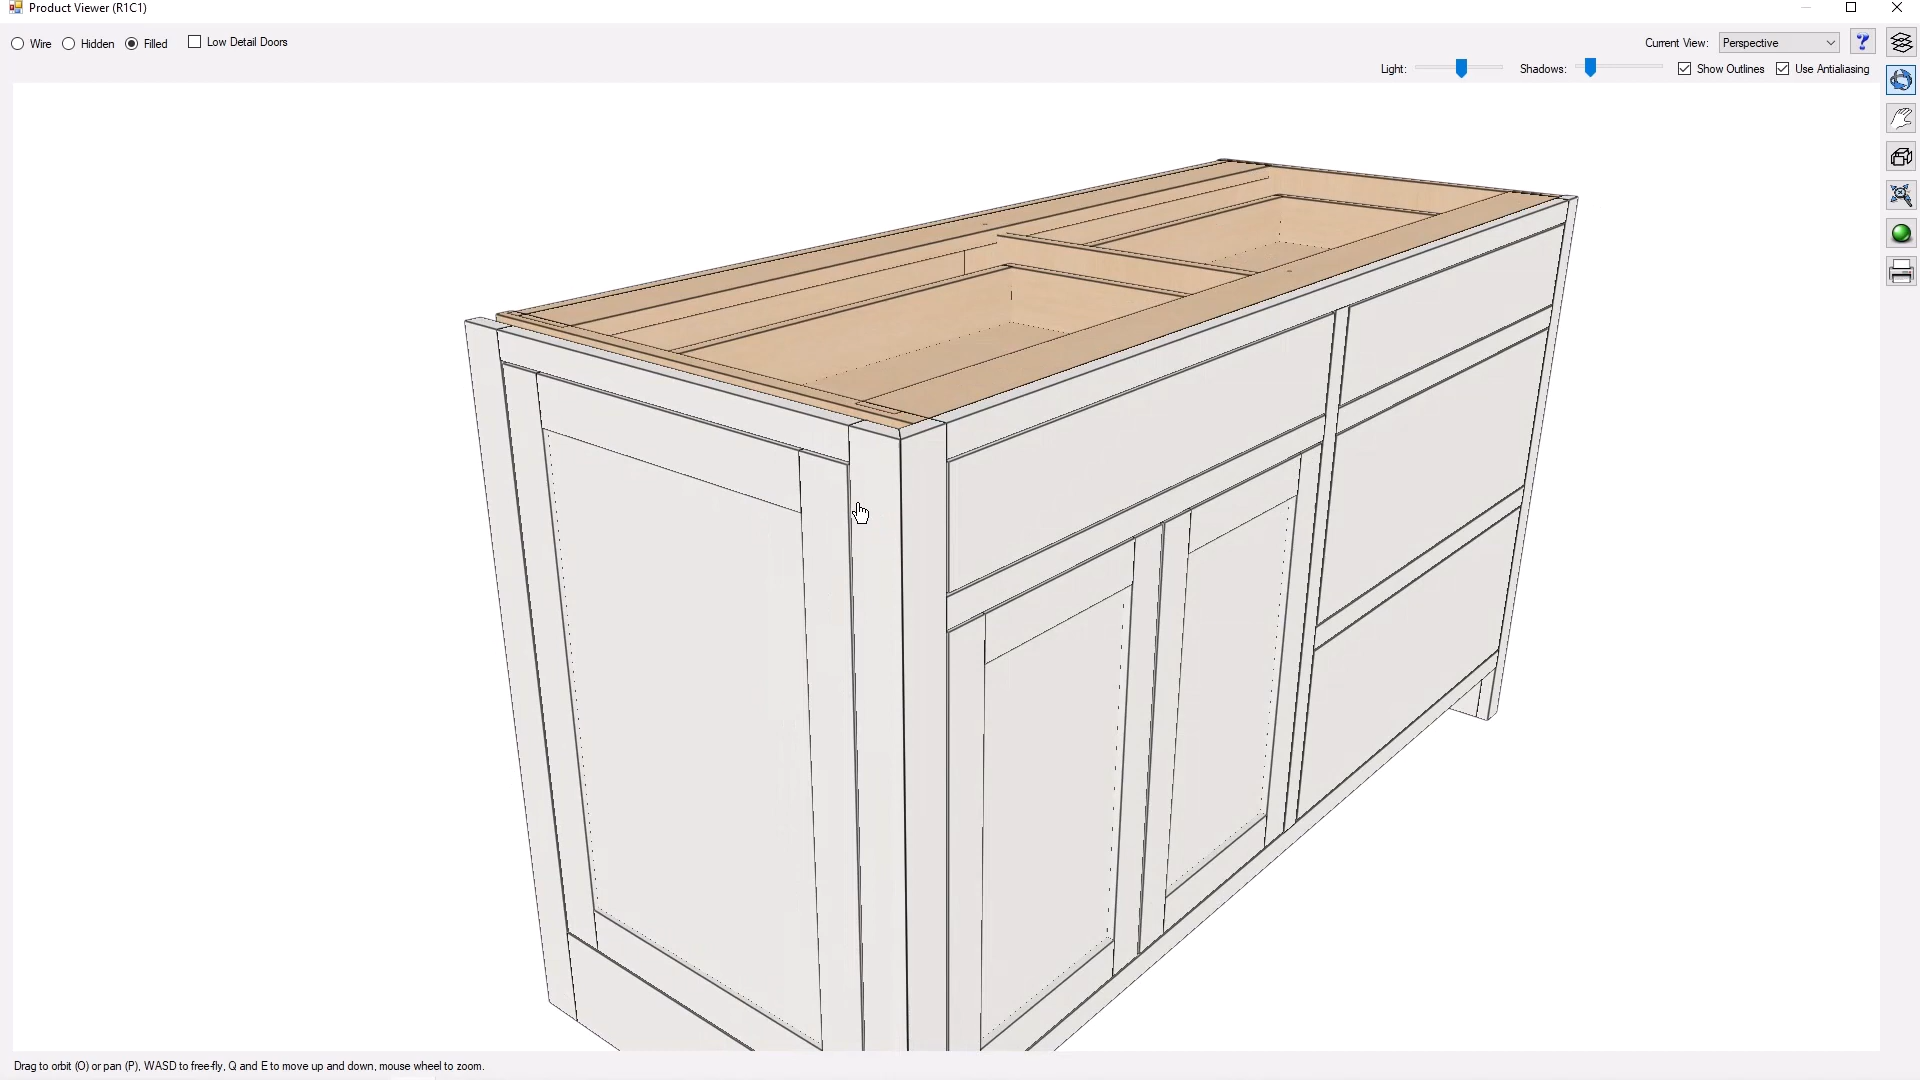 Product Viewer (R1C1)
Wire Hidden Filled Low Detail Doors Current View: Perspective ?
Light: Shadows: Show Outlines Use Antialiasing
Drag to orbit (O) or pan (P), WASD to free-fly, Q and E to move up and down, mouse wheel to zoom.